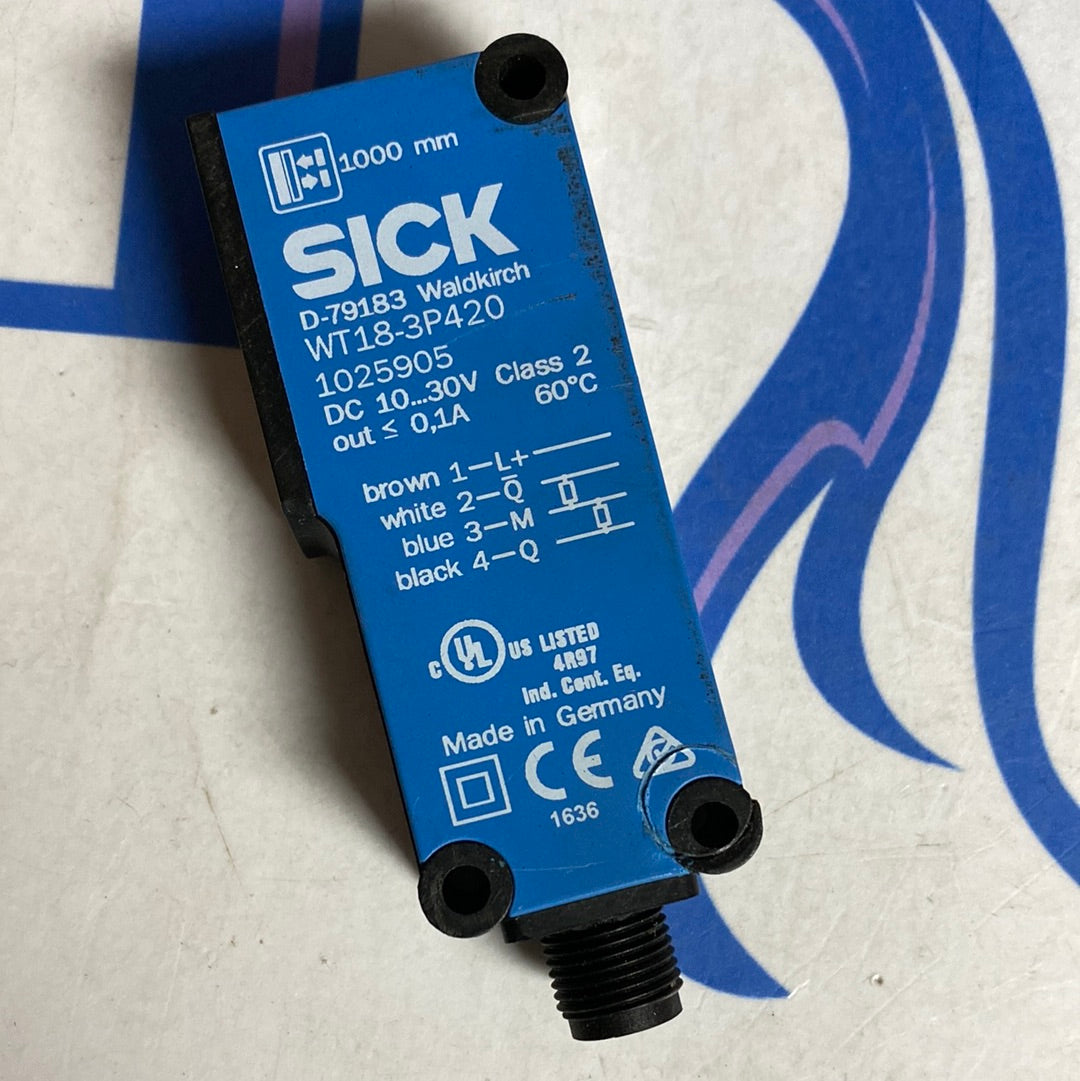 1000 mm
SICK
D-79183 Waldkirch
WT18-3P420
1025905
DC 10...30V Class 2
out ≤ 0,1A 60°C
brown 1-L+
white 2-Q̅
blue 3-M
black 4-Q
C UL US LISTED
4R97
Ind. Cont. Eq.
Made in Germany
CE
1636